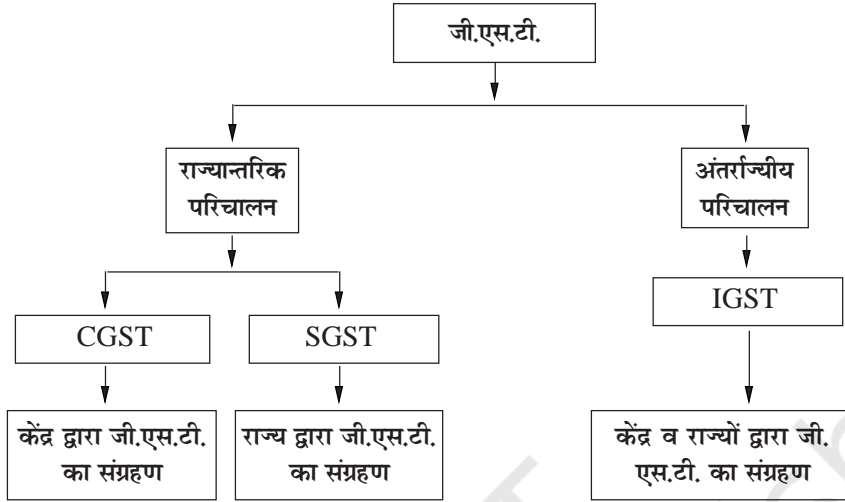 जी.एस.टी.
राज्यान्तरिक
परिचालन
अंतर्राज्यीय
परिचालन
CGST
SGST
IGST
केंद्र द्वारा जी.एस.टी.
का संग्रहण
राज्य द्वारा जी.एस.टी.
का संग्रहण
केंद्र व राज्यों द्वारा जी.
एस.टी. का संग्रहण